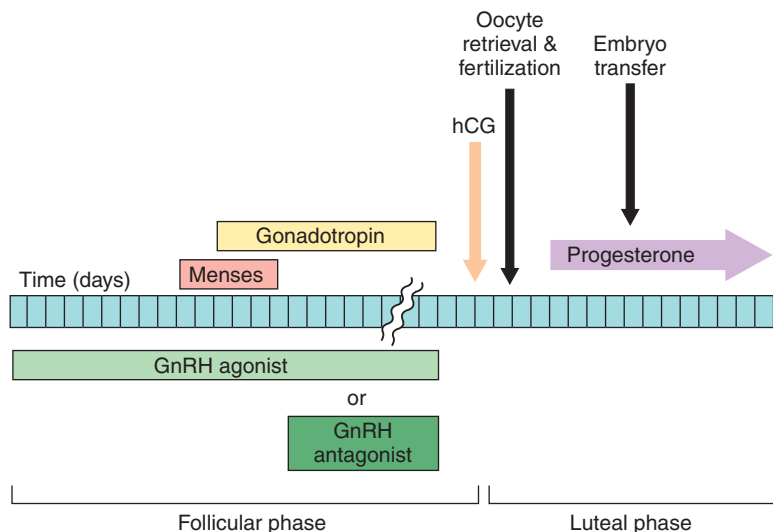 Oocyte
retrieval &
fertilization
Embryo
transfer
hCG
Gonadotropin
Progesterone
Menses
Time (days)
GnRH agonist
or
GnRH
antagonist
Follicular phase
Luteal phase